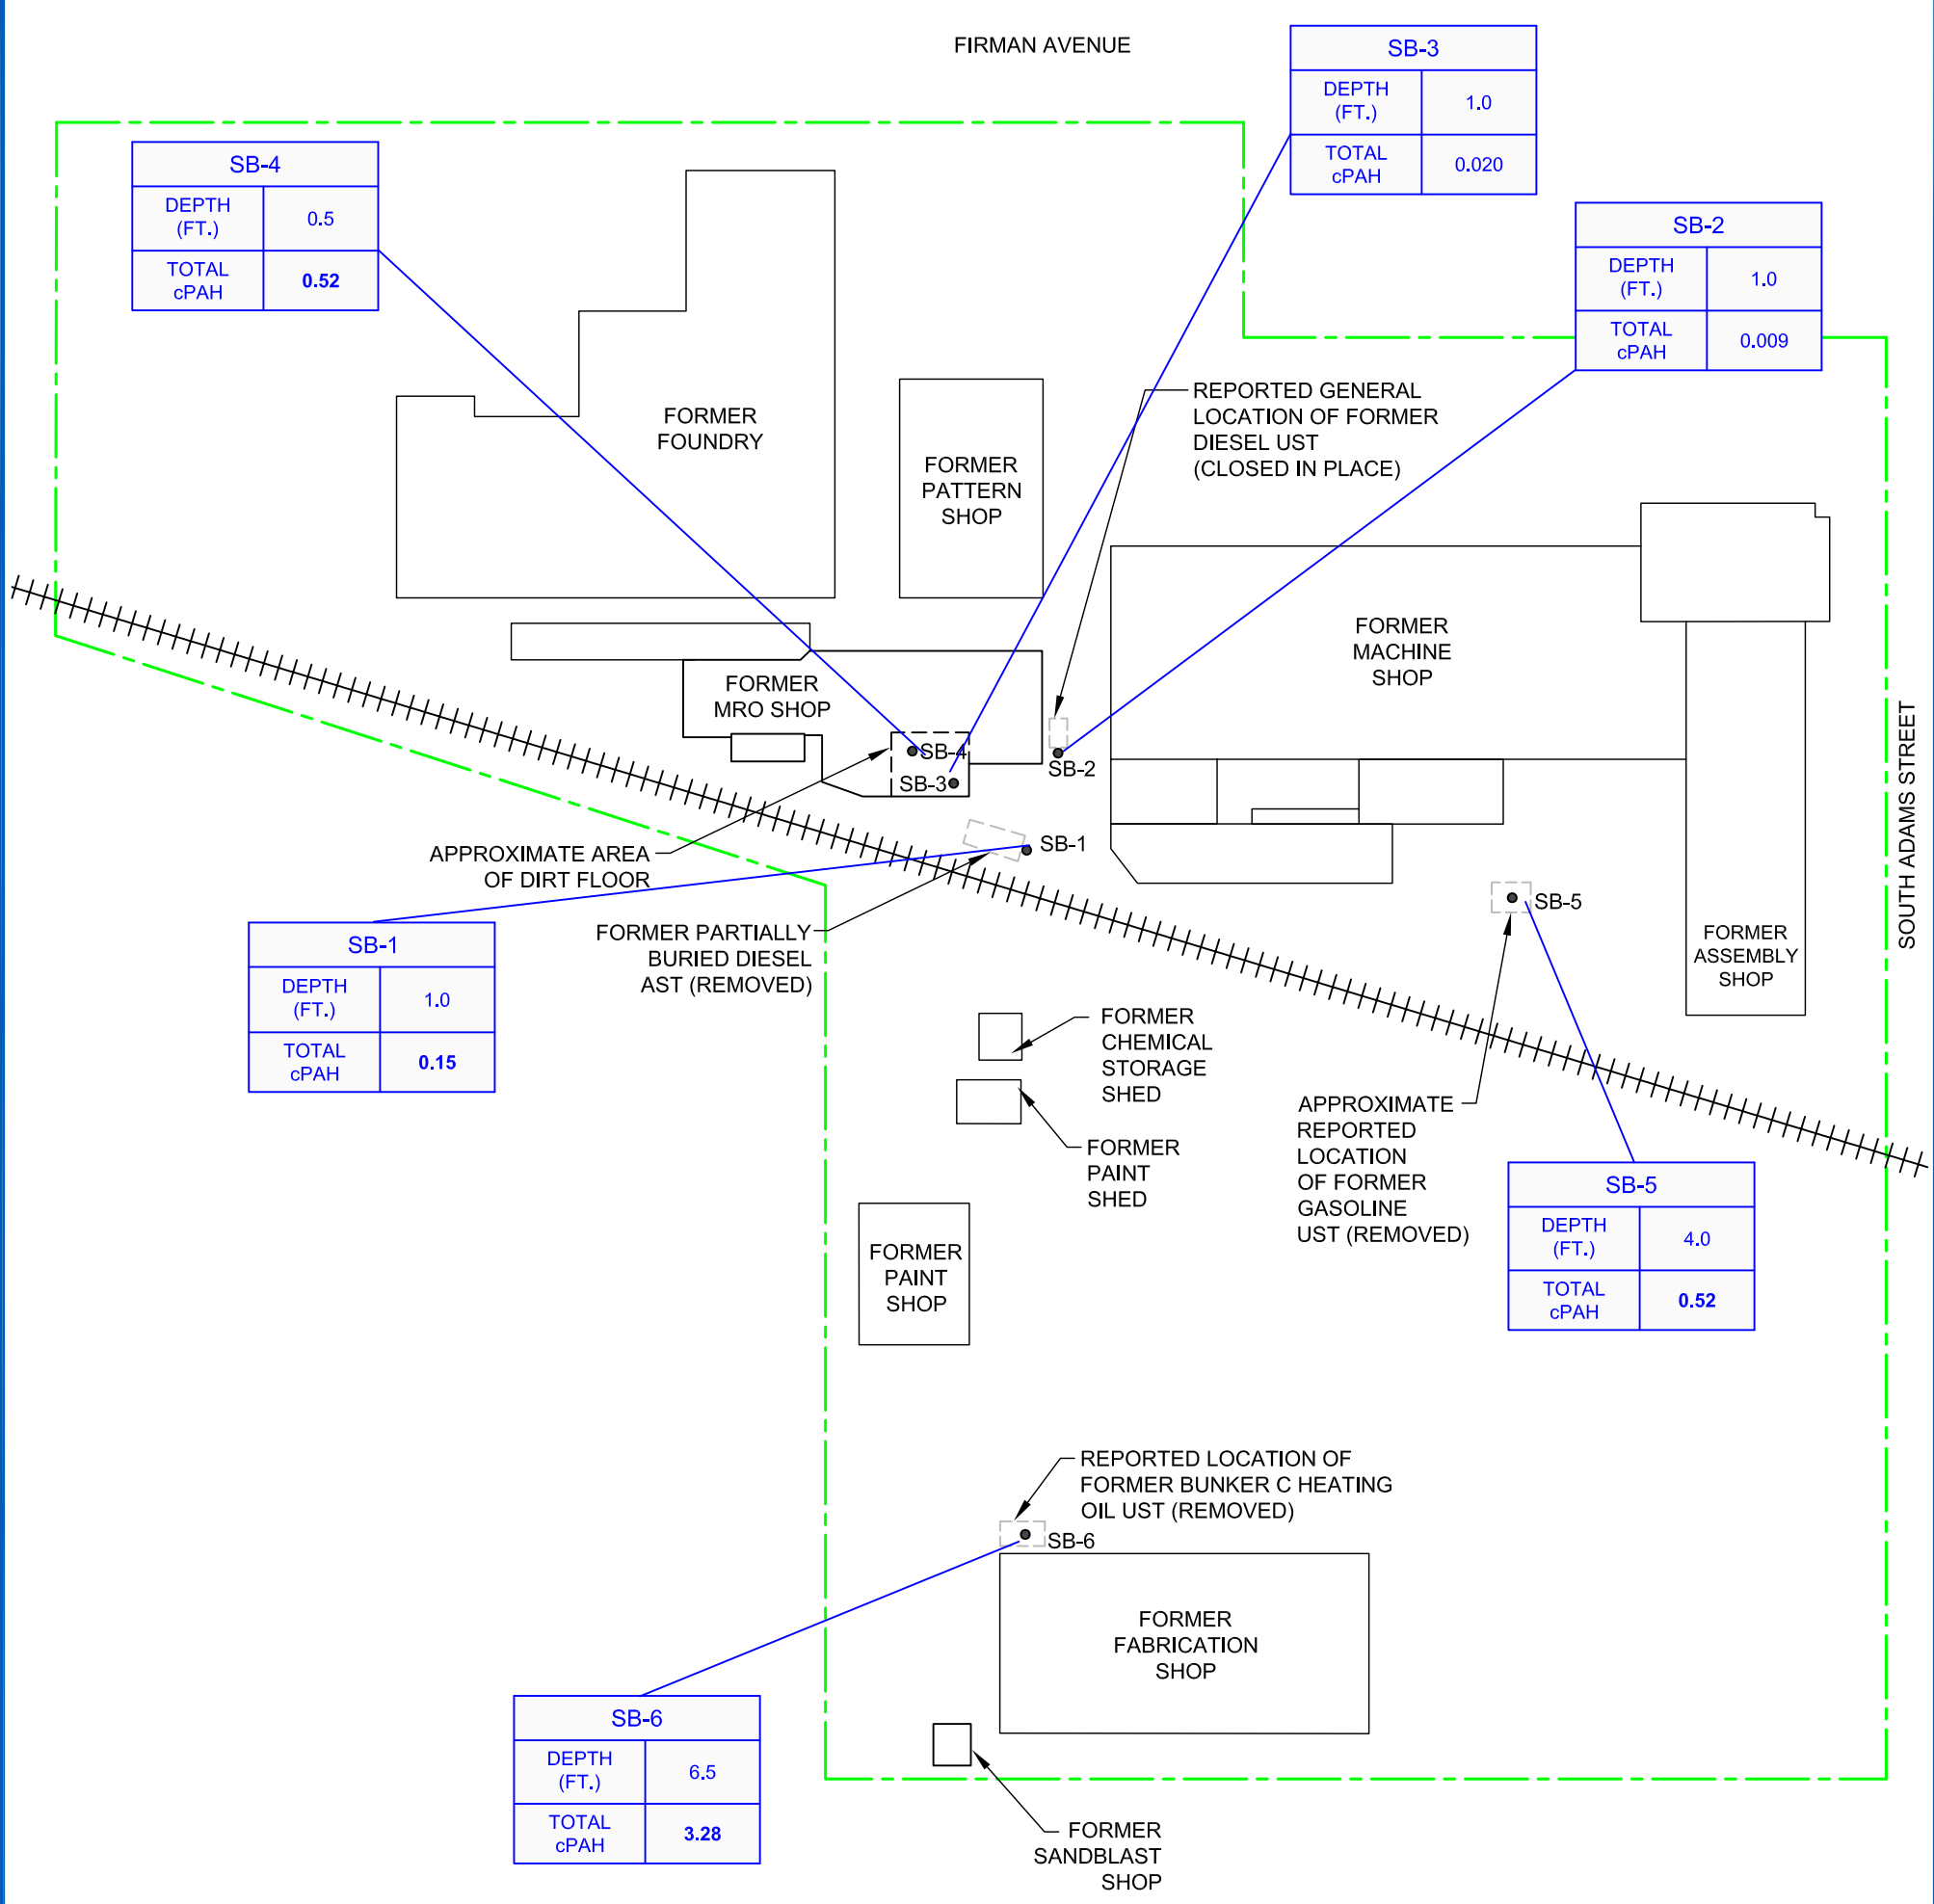 FIRMAN AVENUE
SB-3
DEPTH
(FT.)
1.0
TOTAL
cPAH
0.020
SB-4
DEPTH
(FT.)
0.5
TOTAL
cPAH
0.52
SB-2
DEPTH
(FT.)
1.0
TOTAL
cPAH
0.009
REPORTED GENERAL
LOCATION OF FORMER
DIESEL UST
(CLOSED IN PLACE)
FORMER
FOUNDRY
FORMER
PATTERN
SHOP
FORMER
MACHINE
SHOP
FORMER
MRO SHOP
SB-4
SB-3
SB-2
SB-1
SOUTH ADAMS STREET
APPROXIMATE AREA
OF DIRT FLOOR
FORMER PARTIALLY
BURIED DIESEL
AST (REMOVED)
SB-5
FORMER
ASSEMBLY
SHOP
SB-1
DEPTH
(FT.)
1.0
TOTAL
cPAH
0.15
FORMER
CHEMICAL
STORAGE
SHED
FORMER
PAINT
SHED
APPROXIMATE
REPORTED
LOCATION
OF FORMER
GASOLINE
UST (REMOVED)
SB-5
DEPTH
(FT.)
4.0
TOTAL
cPAH
0.52
FORMER
PAINT
SHOP
REPORTED LOCATION OF
FORMER BUNKER C HEATING
OIL UST (REMOVED)
SB-6
FORMER
FABRICATION
SHOP
SB-6
DEPTH
(FT.)
6.5
TOTAL
cPAH
3.28
FORMER
SANDBLAST
SHOP